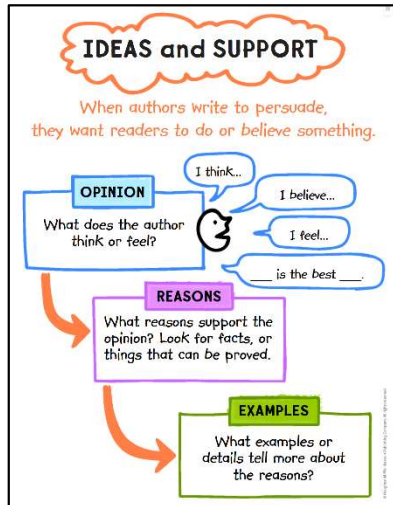 IDEAS and SUPPORT
When authors write to persuade,
they want readers to do or believe something.
OPINION
What does the author
think or feel?
I think...
I believe...
I feel...
___ is the best ___.
REASONS
What reasons support the
opinion? Look for facts, or
things that can be proved.
EXAMPLES
What examples or
details tell more about
the reasons?